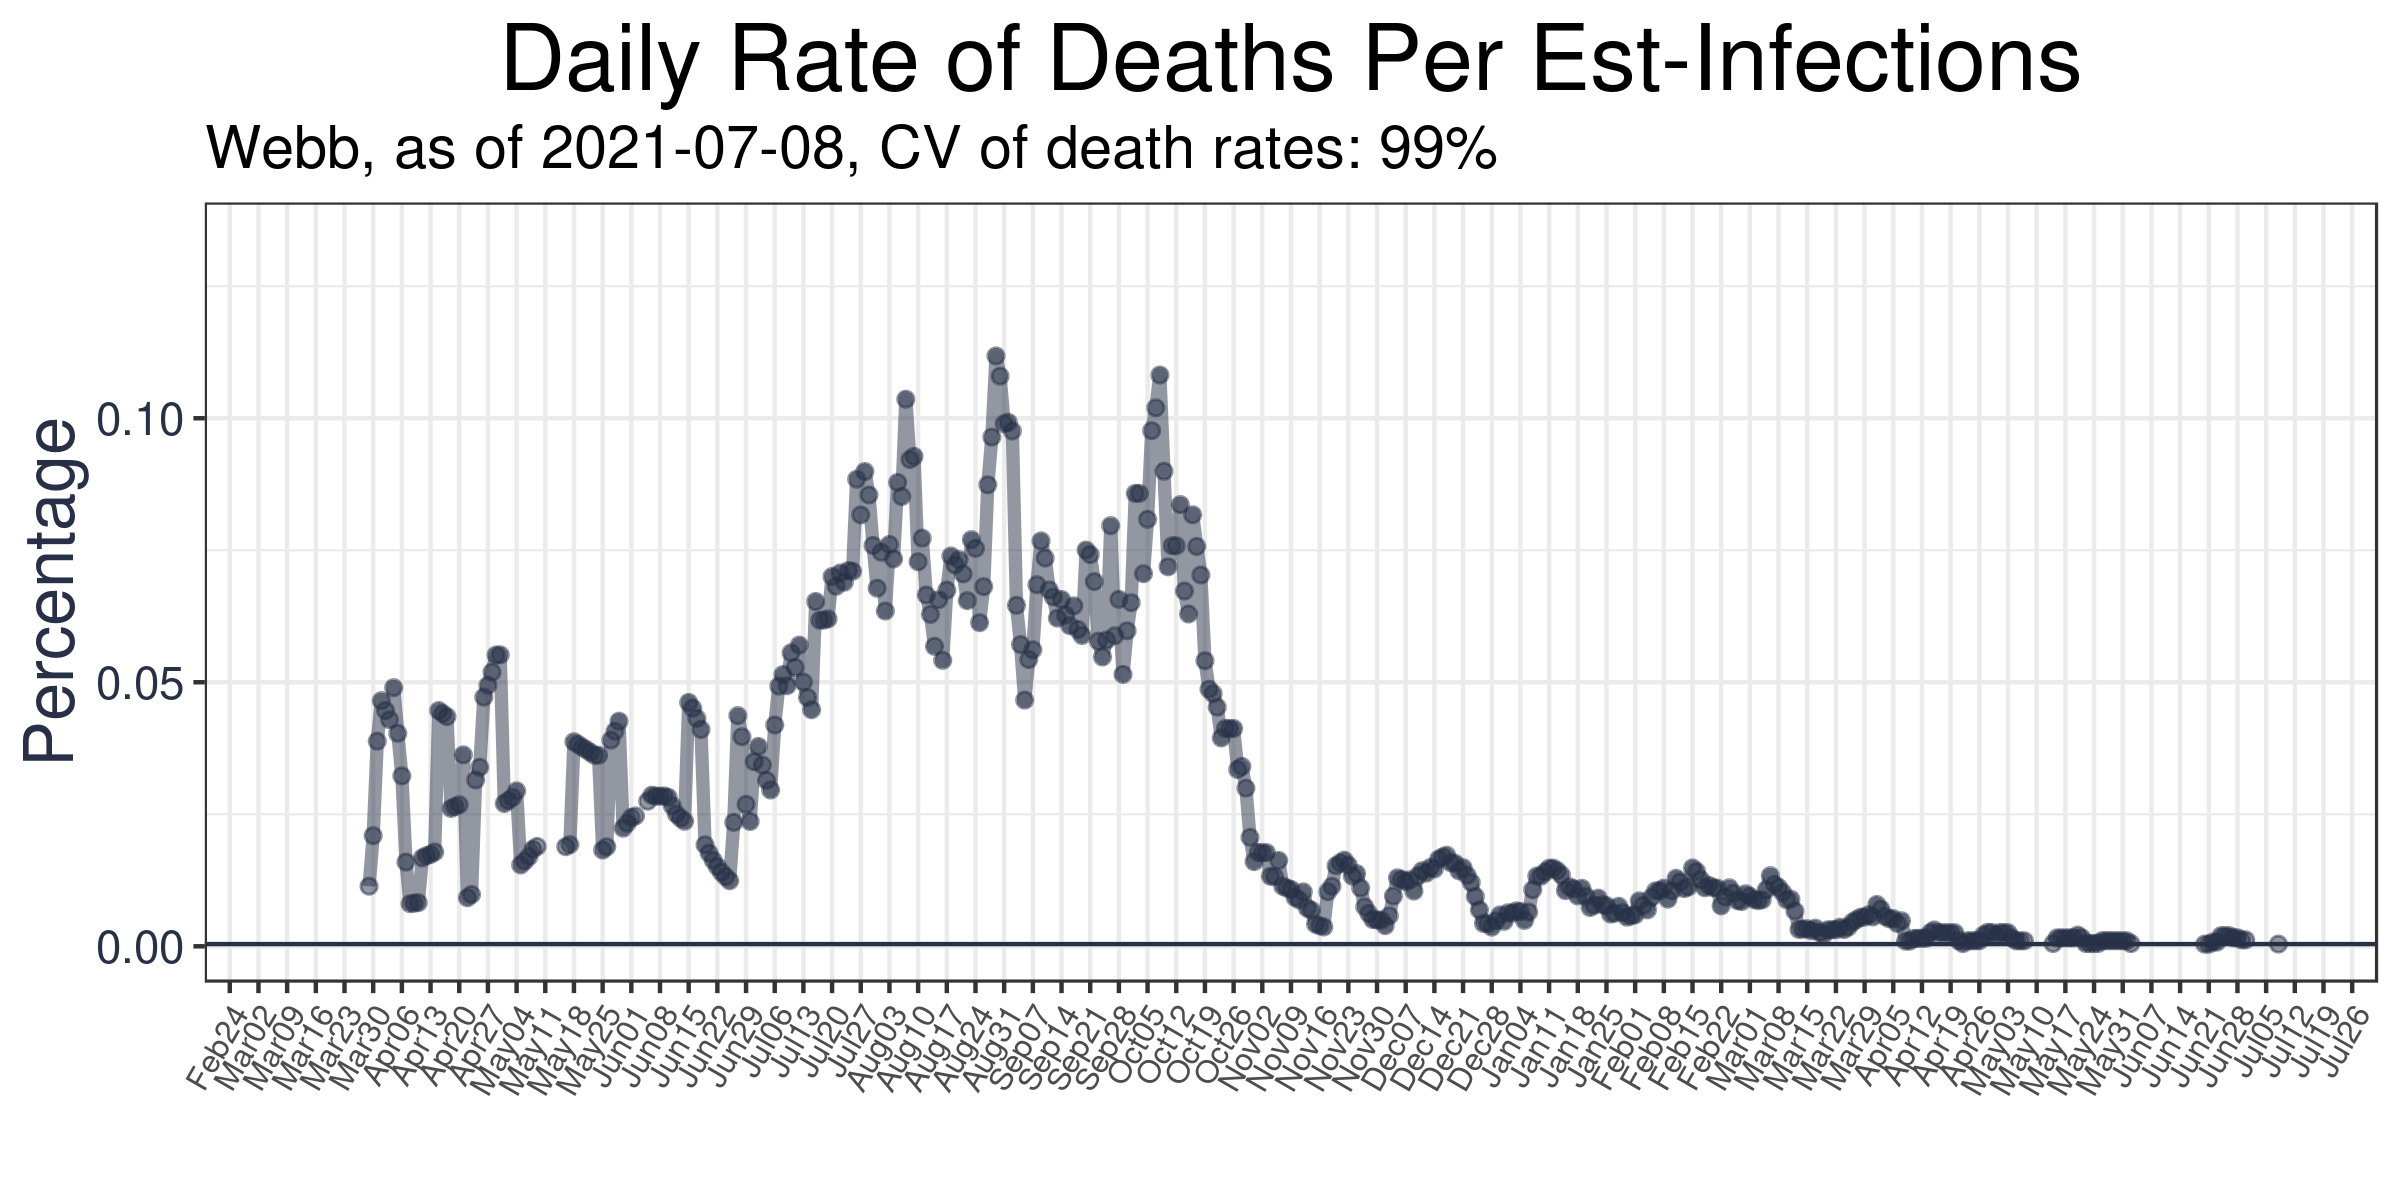 Daily Rate of Deaths Per Est-Infections
Webb, as of 2021-07-08, CV of death rates: 99%
Percentage
0.10
0.05
0.00
Feb24
Mar02
Mar09
Mar16
Mar23
Mar30
Apr06
Apr13
Apr20
Apr27
May04
May11
May18
May25
Jun01
Jun08
Jun15
Jun22
Jun29
Jul06
Jul13
Jul20
Jul27
Aug03
Aug10
Aug17
Aug24
Aug31
Sep07
Sep14
Sep21
Sep28
Oct05
Oct12
Oct19
Oct26
Nov02
Nov09
Nov16
Nov23
Nov30
Dec07
Dec14
Dec21
Dec28
Jan04
Jan11
Jan18
Jan25
Feb01
Feb08
Feb15
Feb22
Mar01
Mar08
Mar15
Mar22
Mar29
Apr05
Apr12
Apr19
Apr26
May03
May10
May17
May24
May31
Jun07
Jun14
Jun21
Jun28
Jul05
Jul12
Jul19
Jul26